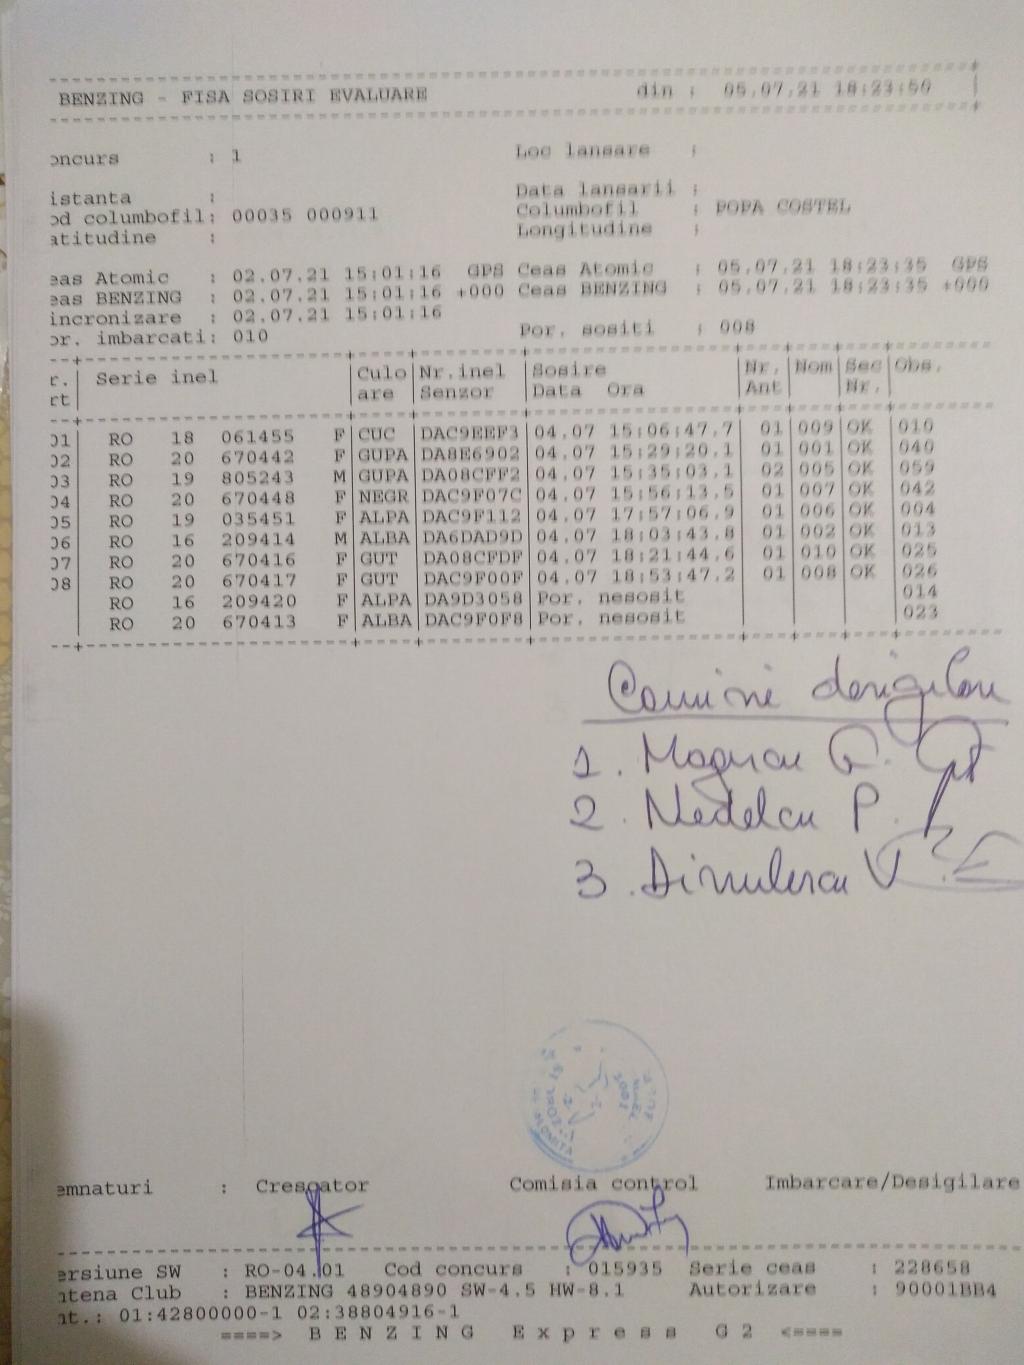 BENZING - FISA SOSIRI EVALUARE din : 05.07.21 18:23:50
oncurs : 1 Loc lansare :
istanta : Data lansarii :
od columbofil: 00035 000911 Columbofil : POPA COSTEL
atitudine : Longitudine :
eas Atomic : 02.07.21 15:01:16 GPS Ceas Atomic : 05.07.21 18:23:35 GPS
eas BENZING : 02.07.21 15:01:16 +000 Ceas BENZING : 05.07.21 18:23:35 +000
incronizare : 02.07.21 15:01:16
or. imbarcati: 010 Por. sositi : 008
r. Serie inel Culo Nr.inel Sosire Nr. Nom Sec Obs.
rt are Senzor Data Ora Ant Nr.
01 RO 18 061455 F CUC DAC9EEF3 04.07 15:06:47,7 01 009 OK 010
02 RO 20 670442 F GUPA DA8E6902 04.07 15:29:20,1 01 001 OK 040
03 RO 19 805243 M GUPA DA08CFF2 04.07 15:35:03,1 02 005 OK 059
04 RO 20 670448 F NEGR DAC9F07C 04.07 15:56:13,5 01 007 OK 042
05 RO 19 035451 F ALPA DAC9F112 04.07 17:57:06,9 01 006 OK 004
06 RO 16 209414 M ALBA DA6DAD9D 04.07 18:03:43,8 01 002 OK 013
07 RO 20 670416 F GUT DA08CFDF 04.07 18:21:44,6 01 010 OK 025
08 RO 20 670417 F GUT DAC9F00F 04.07 18:53:47,2 01 008 OK 026
RO 16 209420 F ALPA DA9D3058 Por. nesosit 014
RO 20 670413 F ALBA DAC9F0F8 Por. nesosit 023
1.
2. Nedelcu P.
3.
emnaturi : Crescator Comisia control Imbarcare/Desigilare
ersiune SW : RO-04.01 Cod concurs : 015935 Serie ceas : 228658
ntena Club : BENZING 48904890 SW-4.5 HW-8.1 Autorizare : 90001BB4
nt.: 01:42800000-1 02:38804916-1
====> B E N Z I N G E x p r e s s G 2 <====